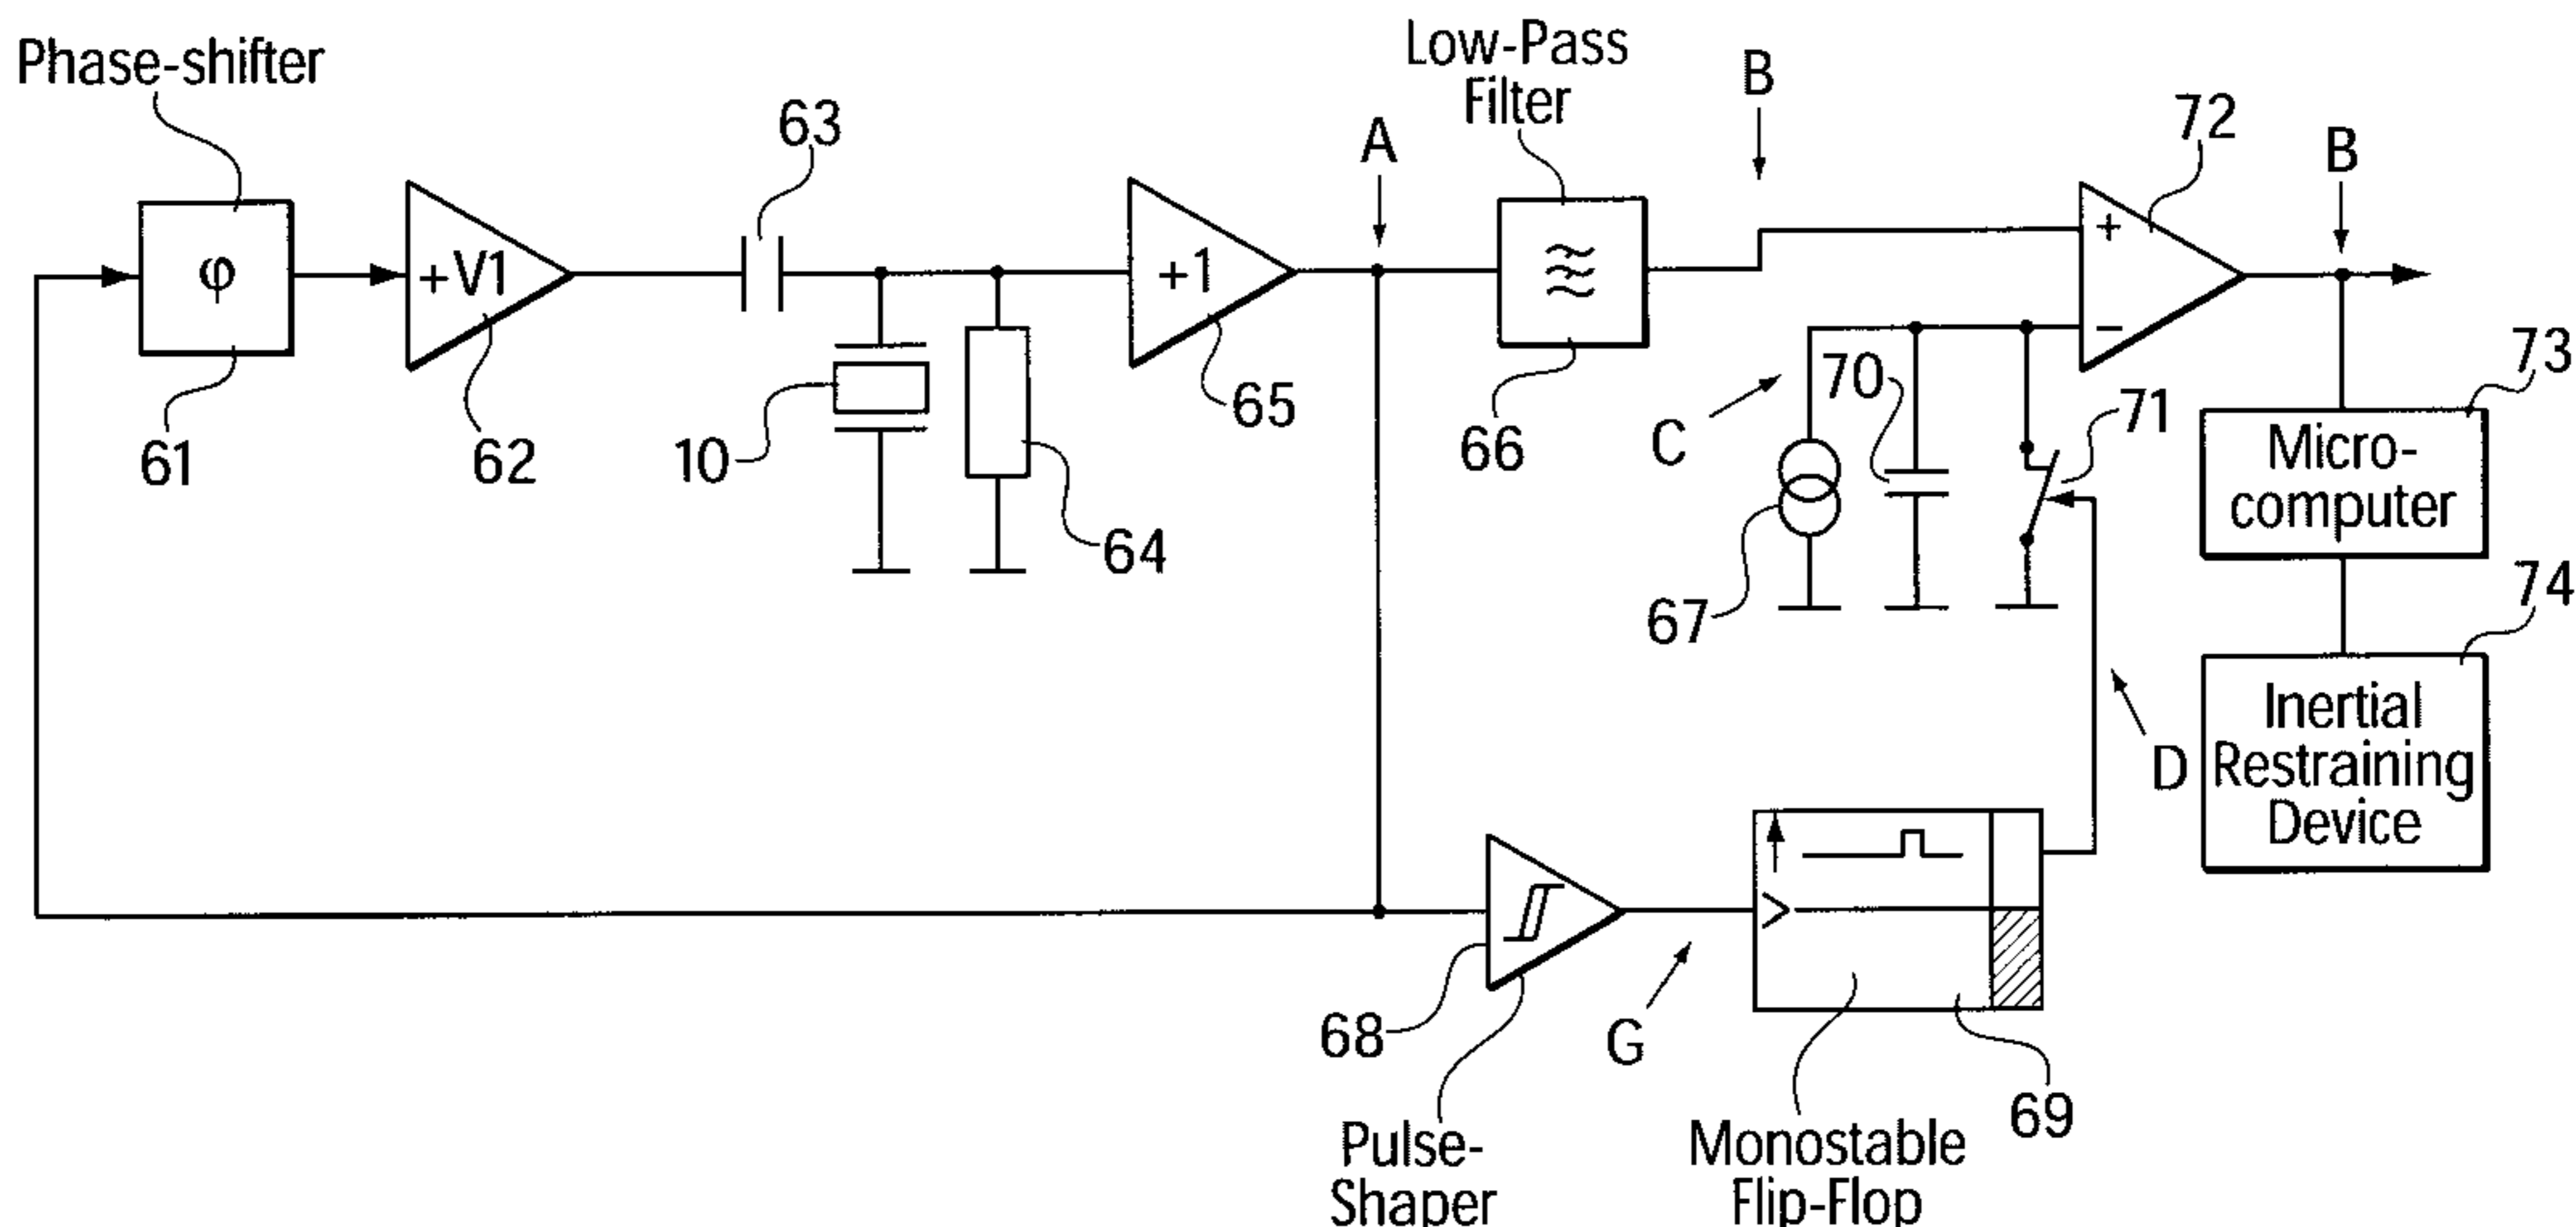 Phase-shifter
φ
61
+V1
62
63
10
64
+1
65
A
Low-Pass
Filter
66
B
+
−
72
B
C
67
70
71
73
Micro-
computer
74
Inertial
Restraining
Device
D
68
Pulse-
Shaper
G
69
Monostable
Flip-Flop